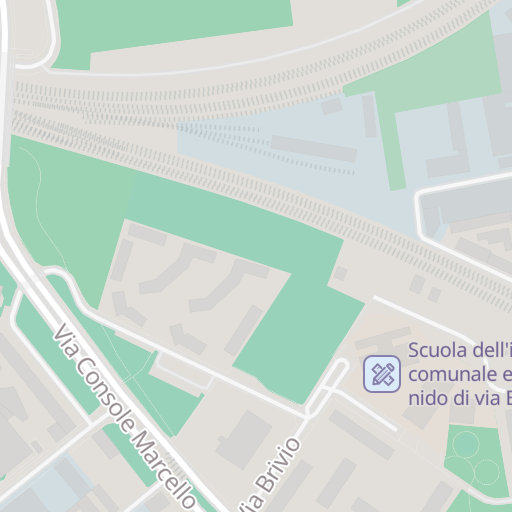 Scuola dell'i
comunale e
nido di via B
Via Console Marcello
Via Brivio